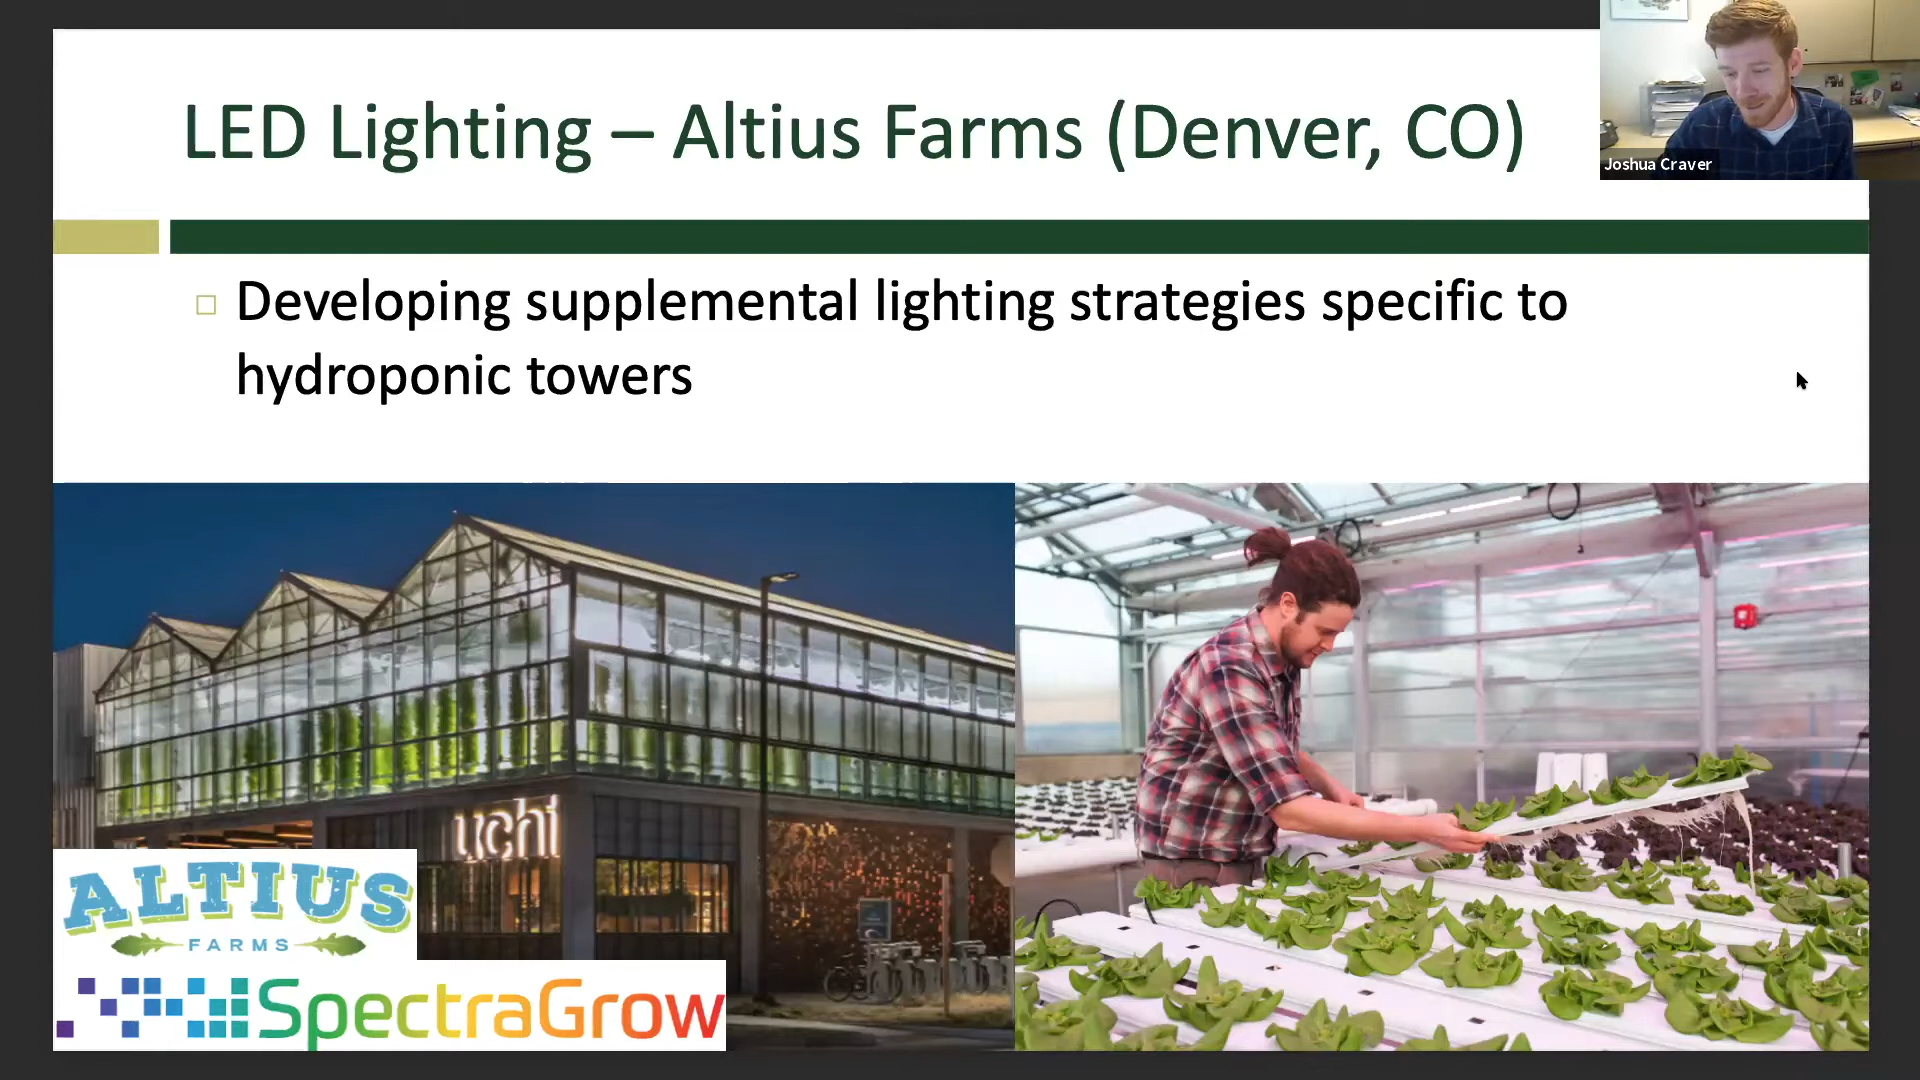 LED Lighting – Altius Farms (Denver, CO)
Joshua Craver
Developing supplemental lighting strategies specific to
hydroponic towers
uchi
ALTIUS
FARMS
SpectraGrow